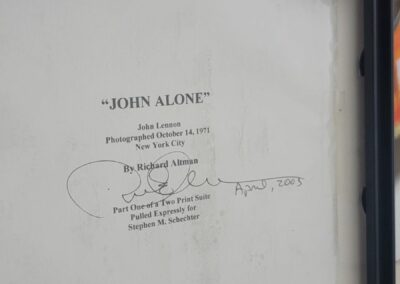 "JOHN ALONE"
John Lennon
Photographed October 14, 1971
New York City
By Richard Altman
April, 2005
Part One of a Two Print Suite
Pulled Expressly for
Stephen M. Schechter